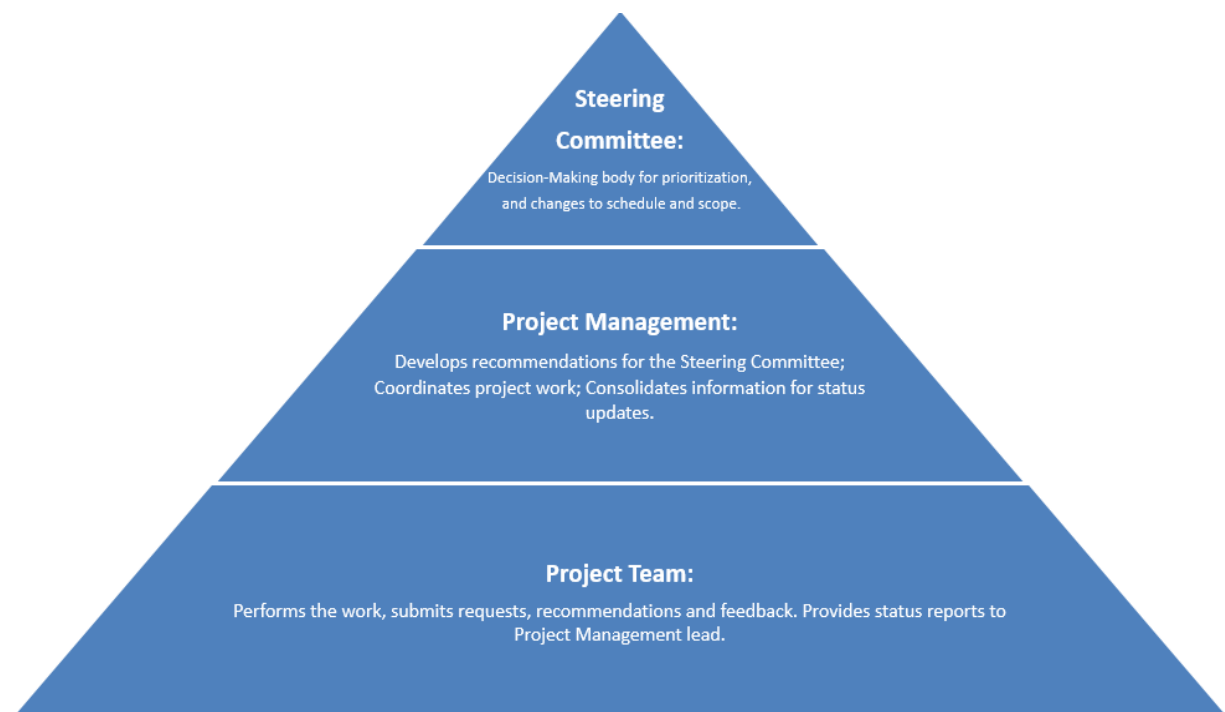 Steering
Committee:
Decision-Making body for prioritization,
and changes to schedule and scope.
Project Management:
Develops recommendations for the Steering Committee;
Coordinates project work; Consolidates information for status
updates.
Project Team:
Performs the work, submits requests, recommendations and feedback. Provides status reports to
Project Management lead.